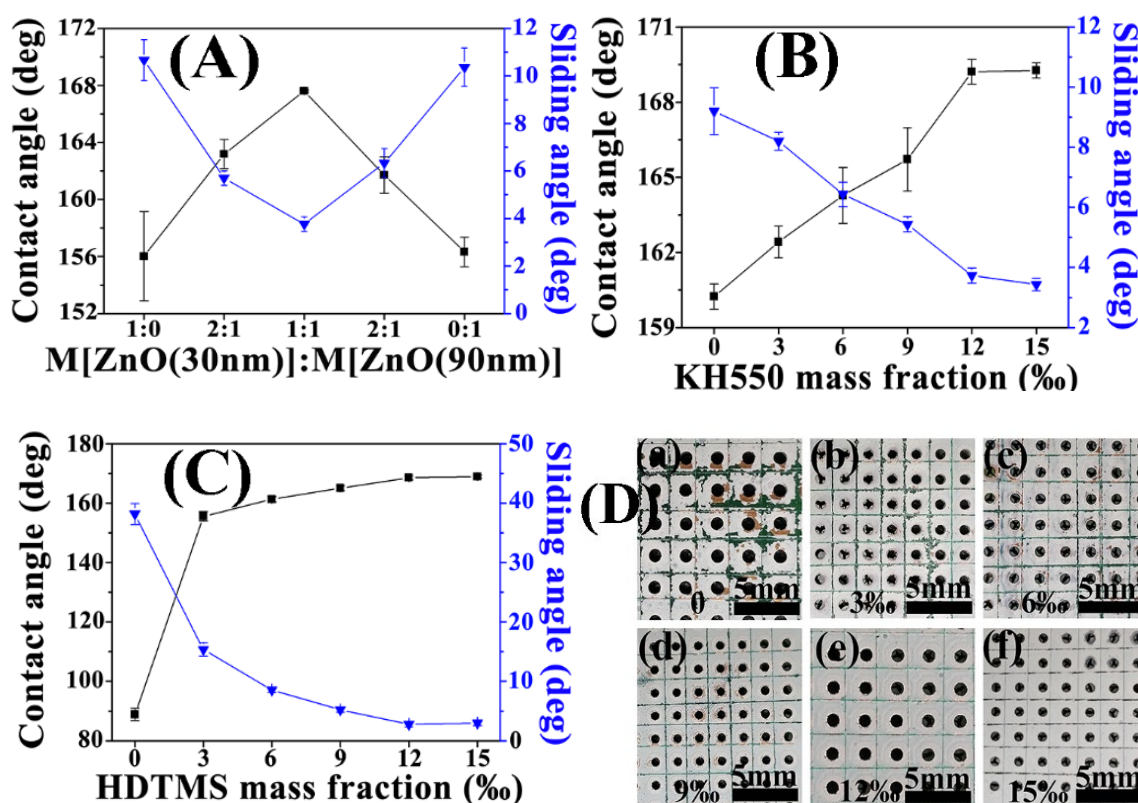 (A)
Contact angle (deg)
172
168
164
160
156
152
12
10
8
6
4
2
0
Sliding angle (deg)
1:0 2:1 1:1 2:1 0:1
M[ZnO(30nm)]:M[ZnO(90nm)]
(B)
Contact angle (deg)
171
168
165
162
159
12
10
8
6
4
2
Sliding angle (deg)
0 3 6 9 12 15
KH550 mass fraction (‰)
(C)
Contact angle (deg)
180
160
140
120
100
80
50
40
30
20
10
0
Sliding angle (deg)
0 3 6 9 12 15
HDTMS mass fraction (‰)
(D)
(a)
0
5mm
(b)
3‰
5mm
(c)
6‰
5mm
(d)
9‰
5mm
(e)
12‰
5mm
(f)
15‰
5mm